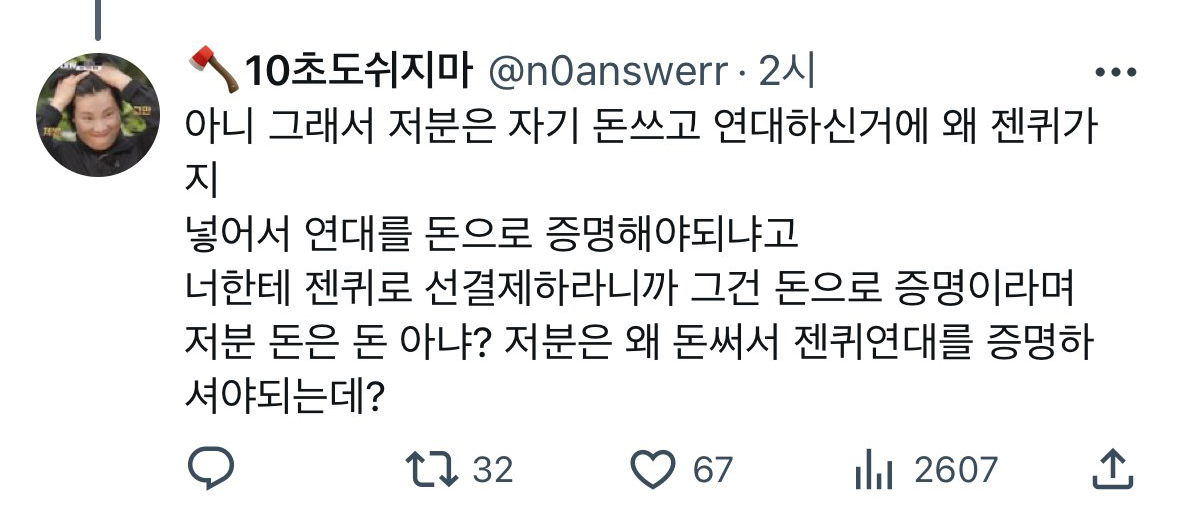 🪓10초도쉬지마 @n0answerr · 2시
아니 그래서 저분은 자기 돈쓰고 연대하신거에 왜 젠퀴가
지
넣어서 연대를 돈으로 증명해야되냐고
너한테 젠퀴로 선결제하라니까 그건 돈으로 증명이라며
저분 돈은 돈 아냐? 저분은 왜 돈써서 젠퀴연대를 증명하
셔야되는데?
32 67 2607